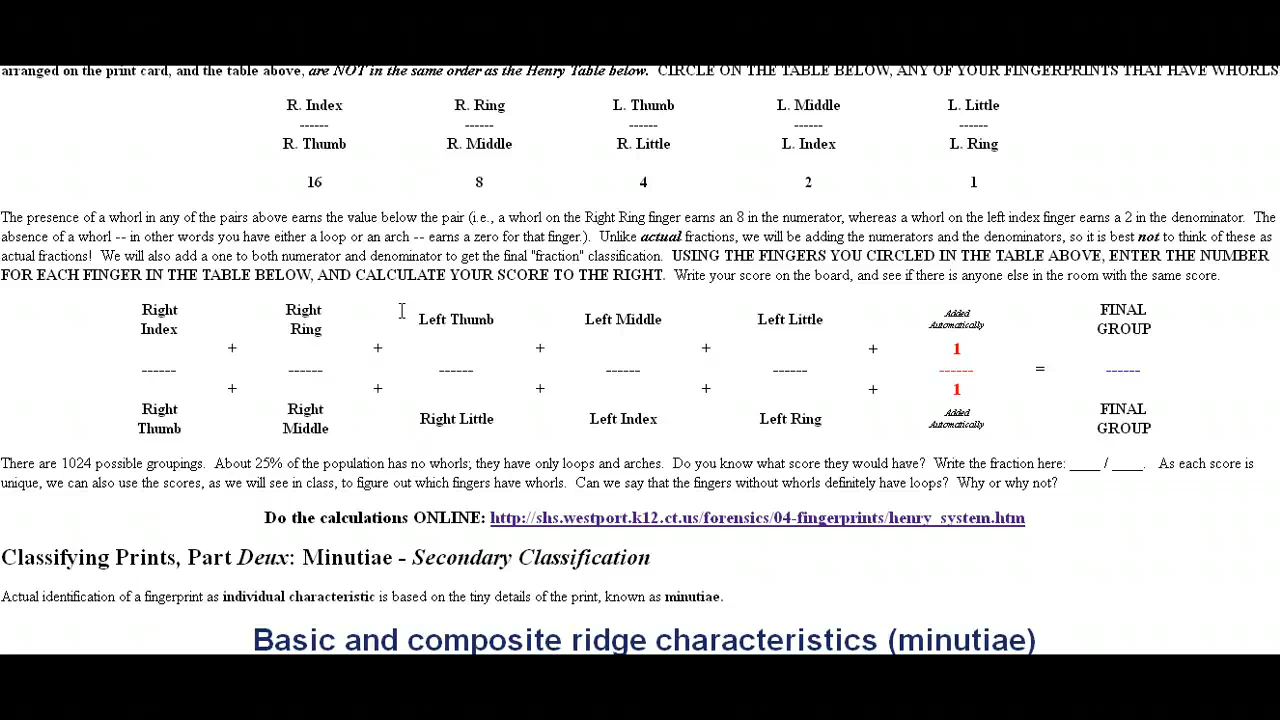 arranged on the print card, and the table above, are NOT in the same order as the Henry Table below. CIRCLE ON THE TABLE BELOW, ANY OF YOUR FINGERPRINTS THAT HAVE WHORLS
R. Index R. Ring L. Thumb L. Middle L. Little
------ ------ ------ ------ ------
R. Thumb R. Middle R. Little L. Index L. Ring
16 8 4 2 1
The presence of a whorl in any of the pairs above earns the value below the pair (i.e., a whorl on the Right Ring finger earns an 8 in the numerator, whereas a whorl on the left index finger earns a 2 in the denominator. The
absence of a whorl -- in other words you have either a loop or an arch -- earns a zero for that finger.). Unlike actual fractions, we will be adding the numerators and the denominators, so it is best not to think of these as
actual fractions! We will also add a one to both numerator and denominator to get the final "fraction" classification. USING THE FINGERS YOU CIRCLED IN THE TABLE ABOVE, ENTER THE NUMBER
FOR EACH FINGER IN THE TABLE BELOW, AND CALCULATE YOUR SCORE TO THE RIGHT. Write your score on the board, and see if there is anyone else in the room with the same score.
Right Right Added FINAL
Index Ring Left Thumb Left Middle Left Little Automatically GROUP
+ + + + + 1
------ ------ ------ ------ ------ ------ = ------
+ + + + + 1
Right Right Right Little Left Index Left Ring Added FINAL
Thumb Middle Automatically GROUP
There are 1024 possible groupings. About 25% of the population has no whorls; they have only loops and arches. Do you know what score they would have? Write the fraction here: ____ / ____. As each score is
unique, we can also use the scores, as we will see in class, to figure out which fingers have whorls. Can we say that the fingers without whorls definitely have loops? Why or why not?
Do the calculations ONLINE: http://shs.westport.k12.ct.us/forensics/04-fingerprints/henry_system.htm
Classifying Prints, Part Deux: Minutiae - Secondary Classification
Actual identification of a fingerprint as individual characteristic is based on the tiny details of the print, known as minutiae.
Basic and composite ridge characteristics (minutiae)